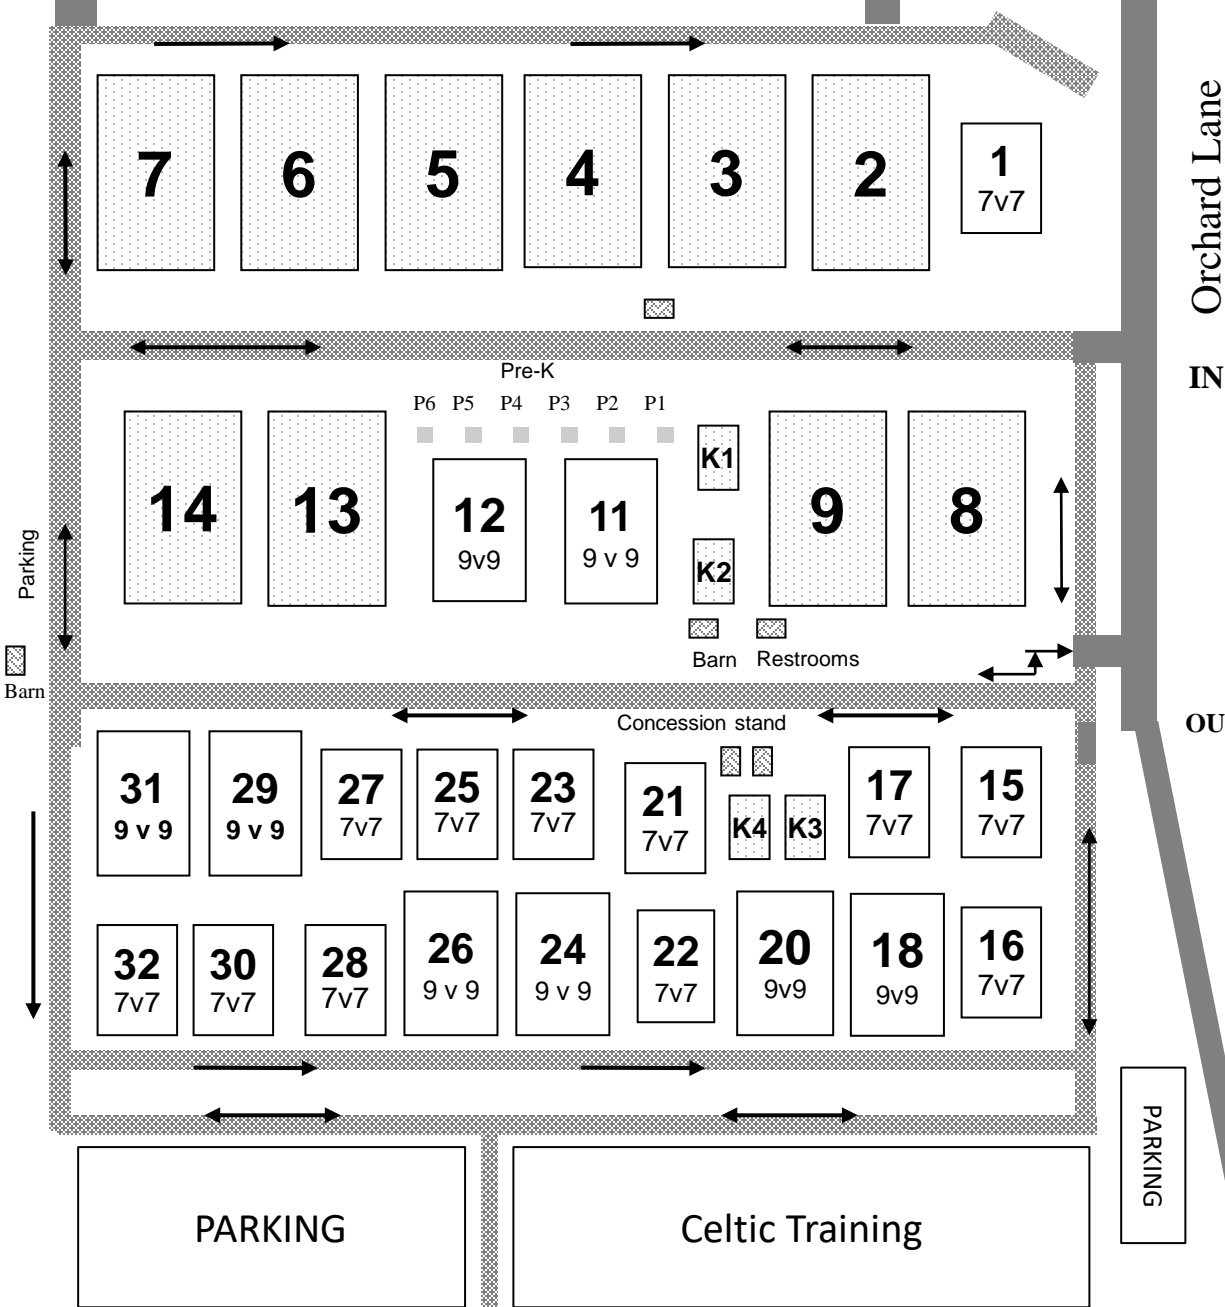 7
6
5
4
3
2
1
7v7
Orchard Lane
IN
Pre-K
P6 P5 P4 P3 P2 P1
14
13
12
9v9
11
9 v 9
K1
K2
9
8
Parking
Barn
Barn
Restrooms
OU
Concession stand
31
9 v 9
29
9 v 9
27
7v7
25
7v7
23
7v7
21
7v7
K4
K3
17
7v7
15
7v7
32
7v7
30
7v7
28
7v7
26
9 v 9
24
9 v 9
22
7v7
20
9v9
18
9v9
16
7v7
PARKING
PARKING
Celtic Training